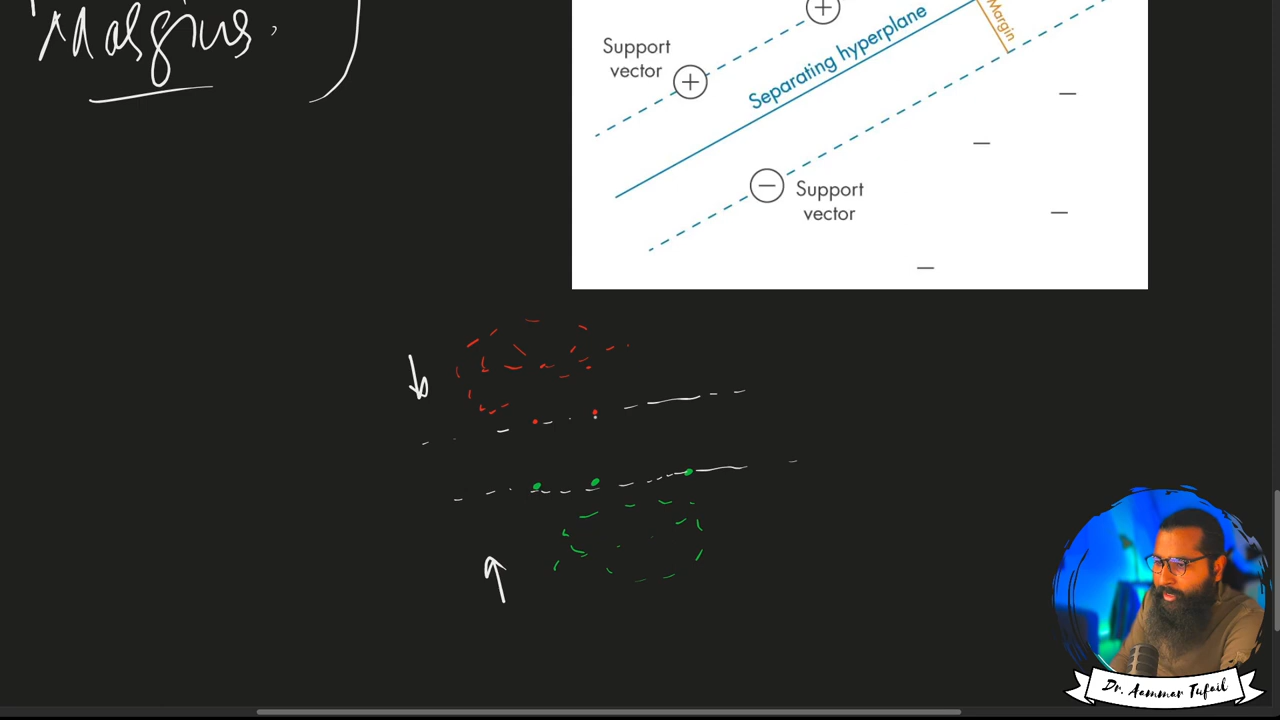 Margins.
Support
vector
Separating hyperplane
Margin
Support
vector
Dr. Aammar Tufail